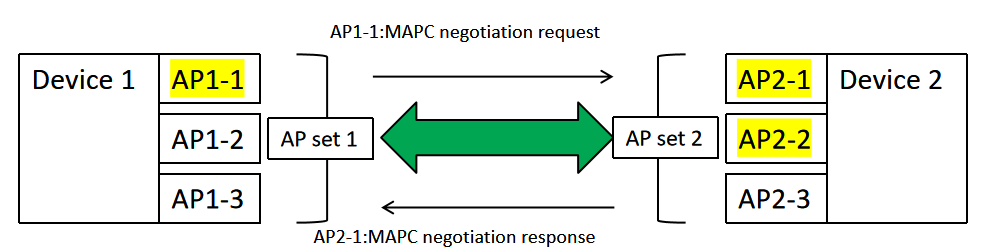 AP1-1:MAPC negotiation request
Device 1
AP1-1
AP1-2
AP1-3
AP set 1
AP set 2
AP2-1
AP2-2
AP2-3
Device 2
AP2-1:MAPC negotiation response